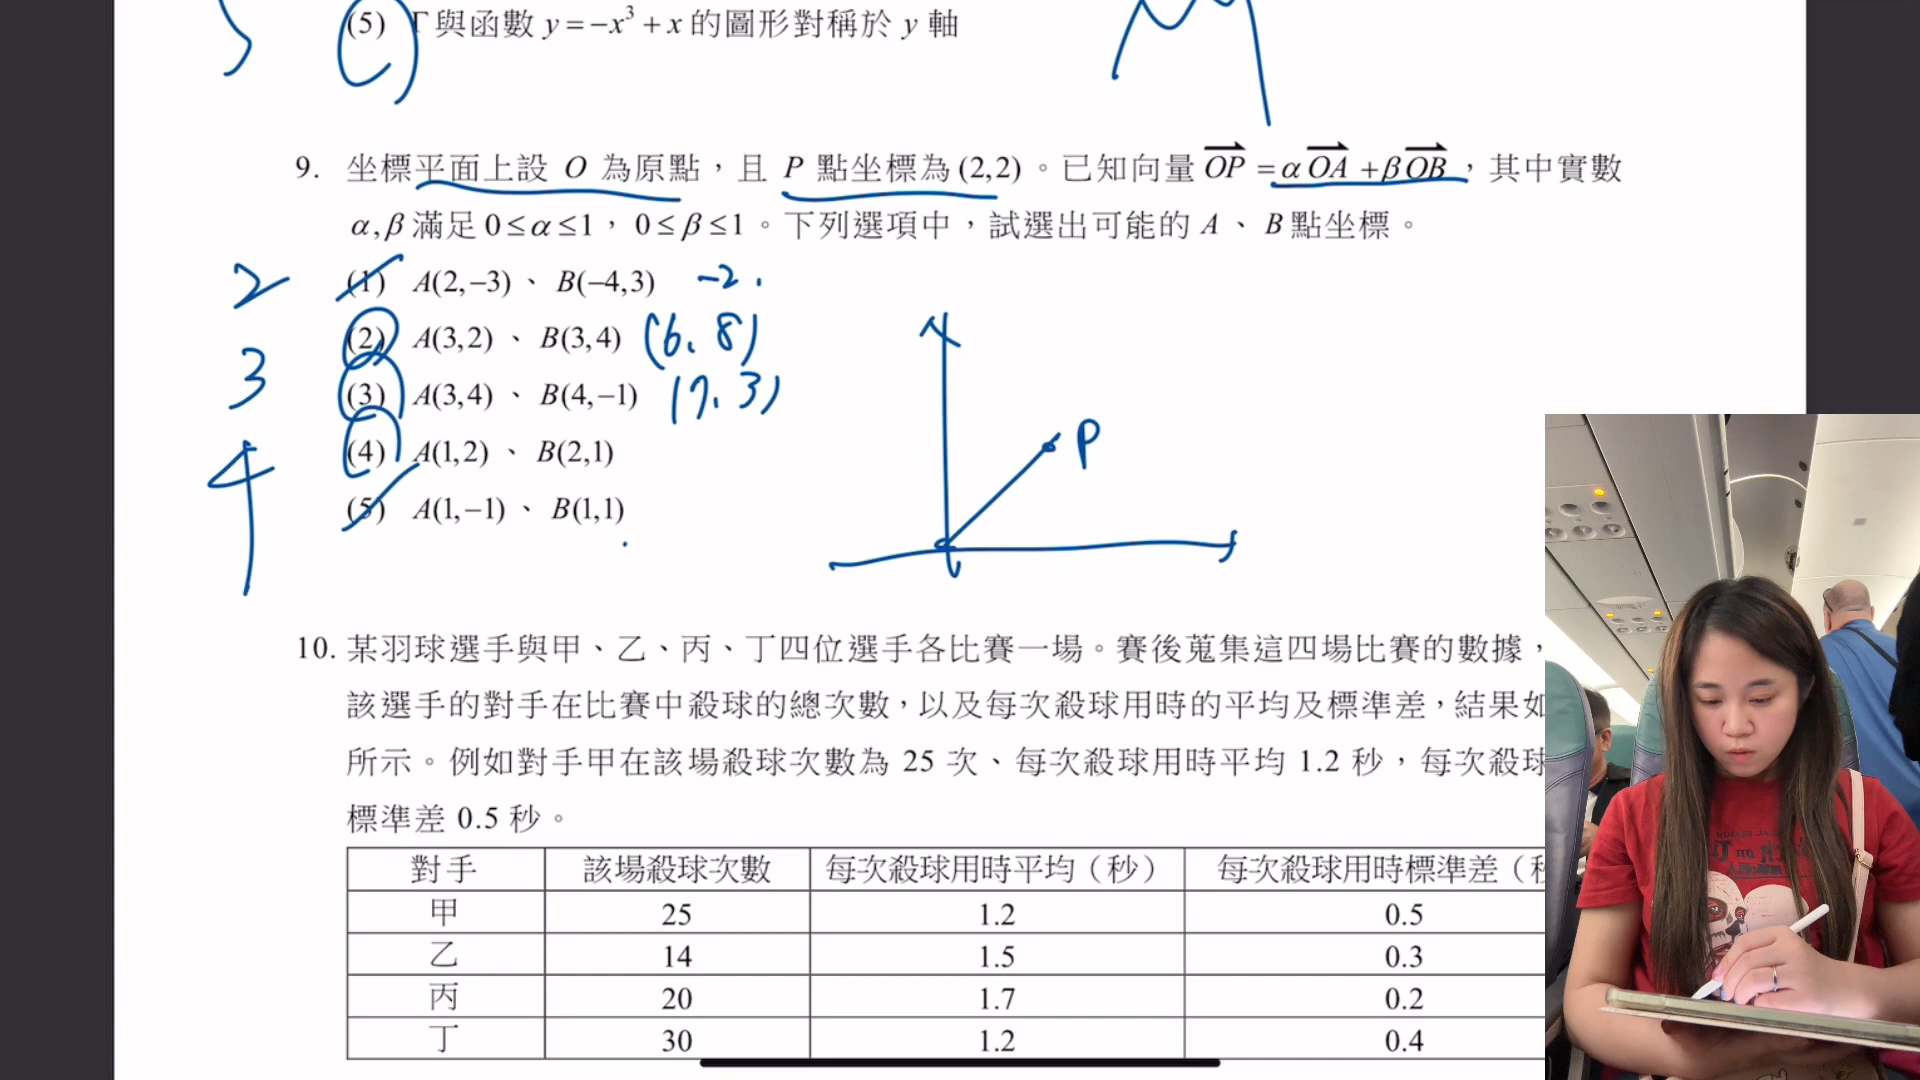 (5) Γ與函數 y=−x³+x 的圖形對稱於 y 軸
9. 坐標平面上設 O 為原點，且 P 點坐標為 (2,2)。已知向量 OP = α OA + β OB，其中實數
α,β 滿足 0≤α≤1，0≤β≤1。下列選項中，試選出可能的 A、B 點坐標。
2 (1) A(2,−3)、B(−4,3) -2.
(2) A(3,2)、B(3,4) (6, 8)
3 (3) A(3,4)、B(4,−1) (7, 3)
4 (4) A(1,2)、B(2,1) P
(5) A(1,−1)、B(1,1)
10. 某羽球選手與甲、乙、丙、丁四位選手各比賽一場。賽後蒐集這四場比賽的數據，
該選手的對手在比賽中殺球的總次數，以及每次殺球用時的平均及標準差，結果如
所示。例如對手甲在該場殺球次數為 25 次、每次殺球用時平均 1.2 秒，每次殺球
標準差 0.5 秒。
對手 該場殺球次數 每次殺球用時平均（秒） 每次殺球用時標準差（秒
甲 25 1.2 0.5
乙 14 1.5 0.3
丙 20 1.7 0.2
丁 30 1.2 0.4